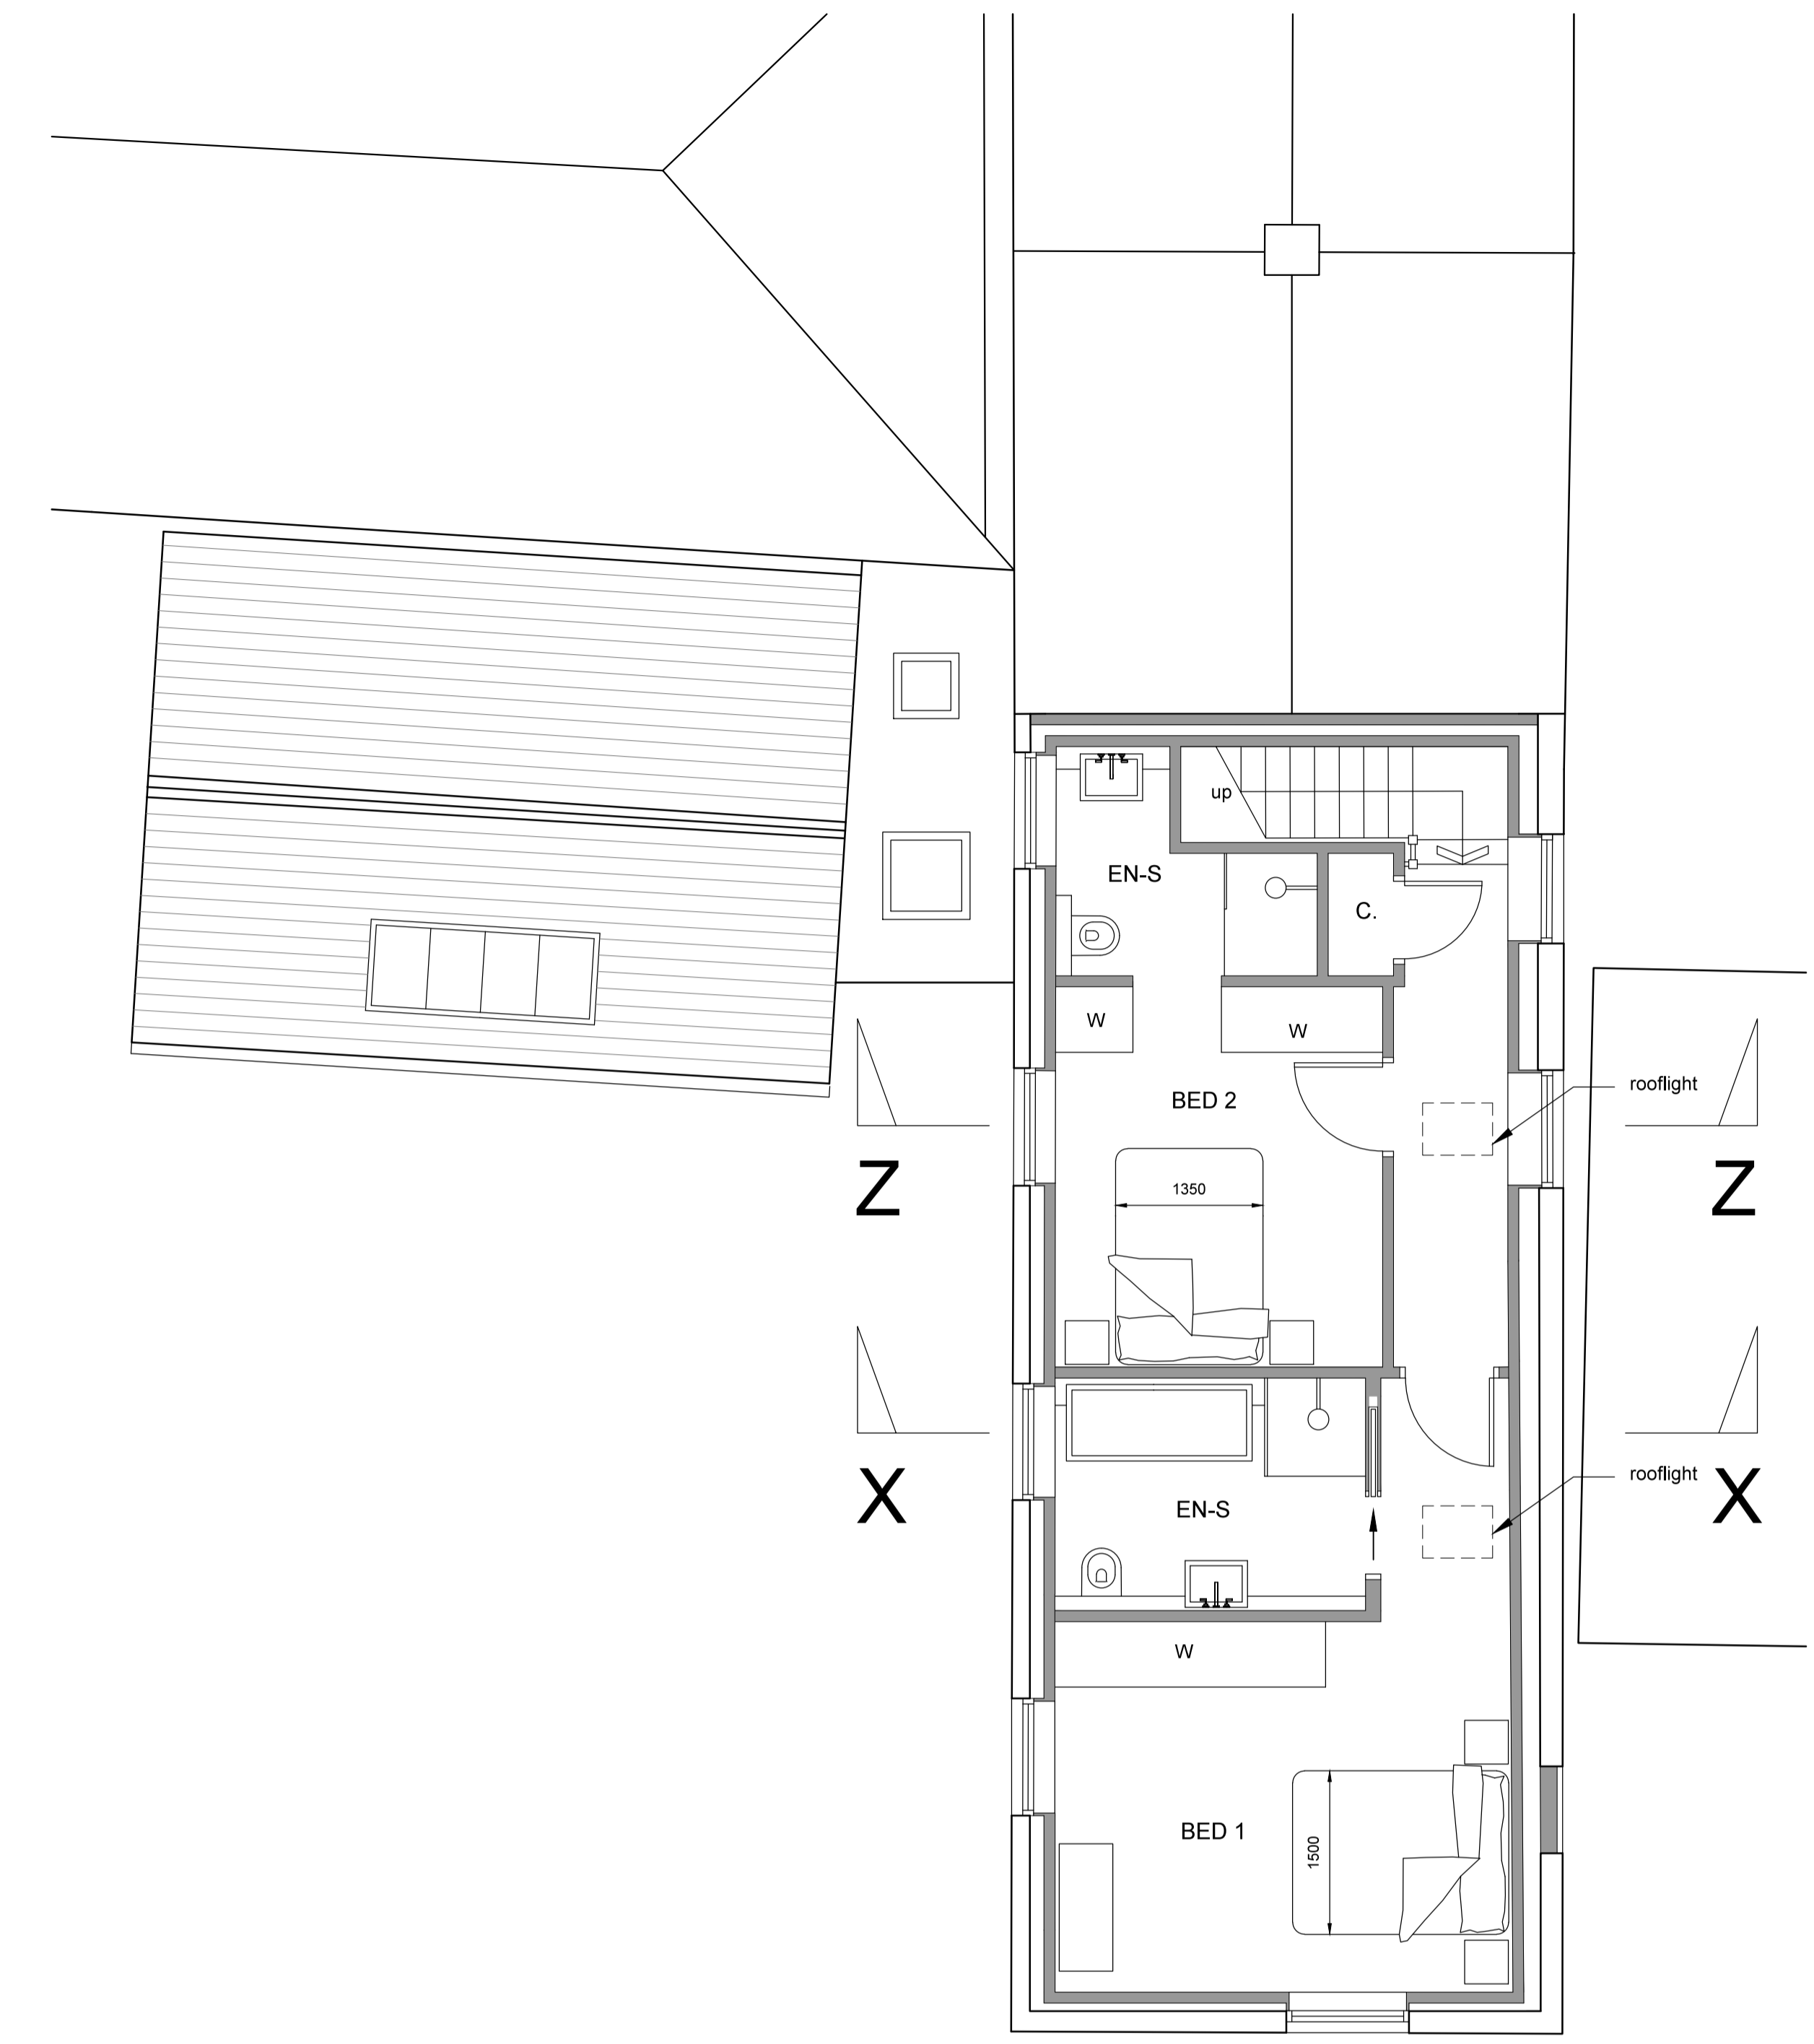 up
EN-S
C.
W
W
rooflight
BED 2
Z
Z
1350
rooflight
X
X
EN-S
W
BED 1
1500